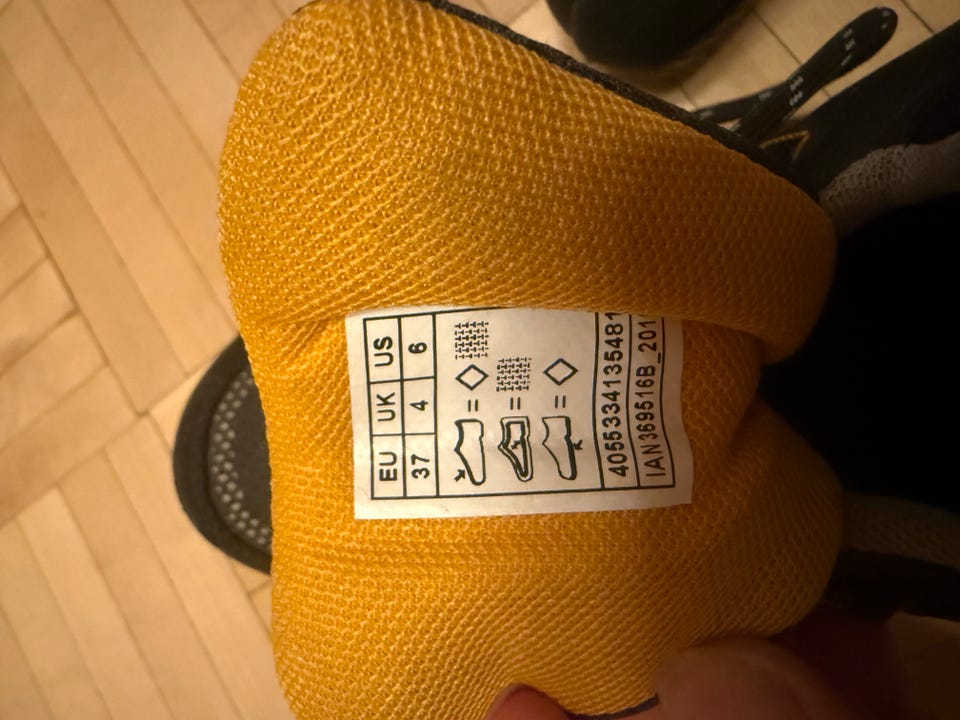 EU UK US
37 4 6
=
=
=
4055334135481
IAN369516B_201